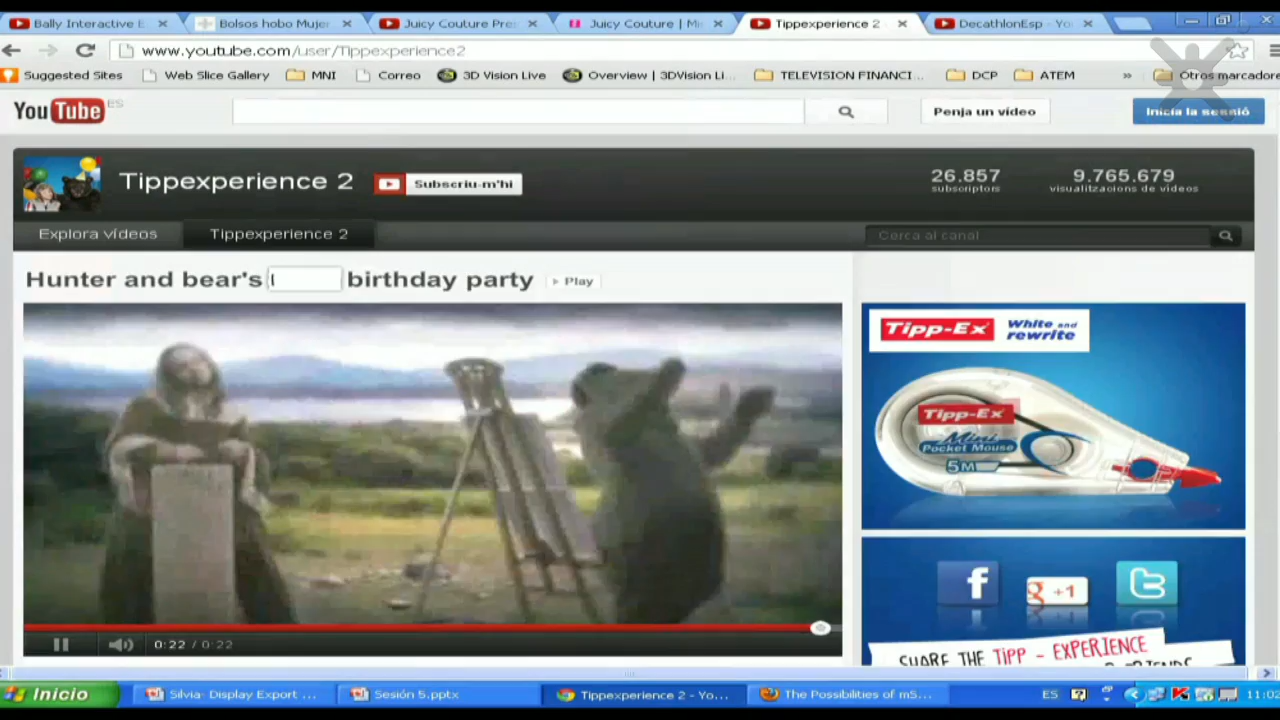 Bally Interactive E
Bolsos hobo Mujer
Juicy Couture Pre
Juicy Couture | Mi
Tippexperience 2
DecathlonEsp - Yo
www.youtube.com/user/Tippexperience2
Suggested Sites
Web Slice Gallery
MNI
Correo
3D Vision Live
Overview | 3DVision Li...
TELEVISION FINANCI...
DCP
ATEM
»
Otros marcadore
YouTube ES
Penja un vídeo
Inicia la sessió
Tippexperience 2
Subscriu-m'hi
26.857
subscriptors
9.765.679
visualitzacions de vídeos
Explora vídeos
Tippexperience 2
Cerca al canal
Hunter and bear's birthday party
Play
Tipp-Ex
White and
rewrite
Tipp-Ex
Mini
Pocket Mouse
5M
f
g +1
t
SHARE THE TIPP - EXPERIENCE
0:22 / 0:22
Inicio
Silvia- Display Export ...
Sesión 5.pptx
Tippexperience 2 - Yo...
The Possibilities of mS...
ES
11:02